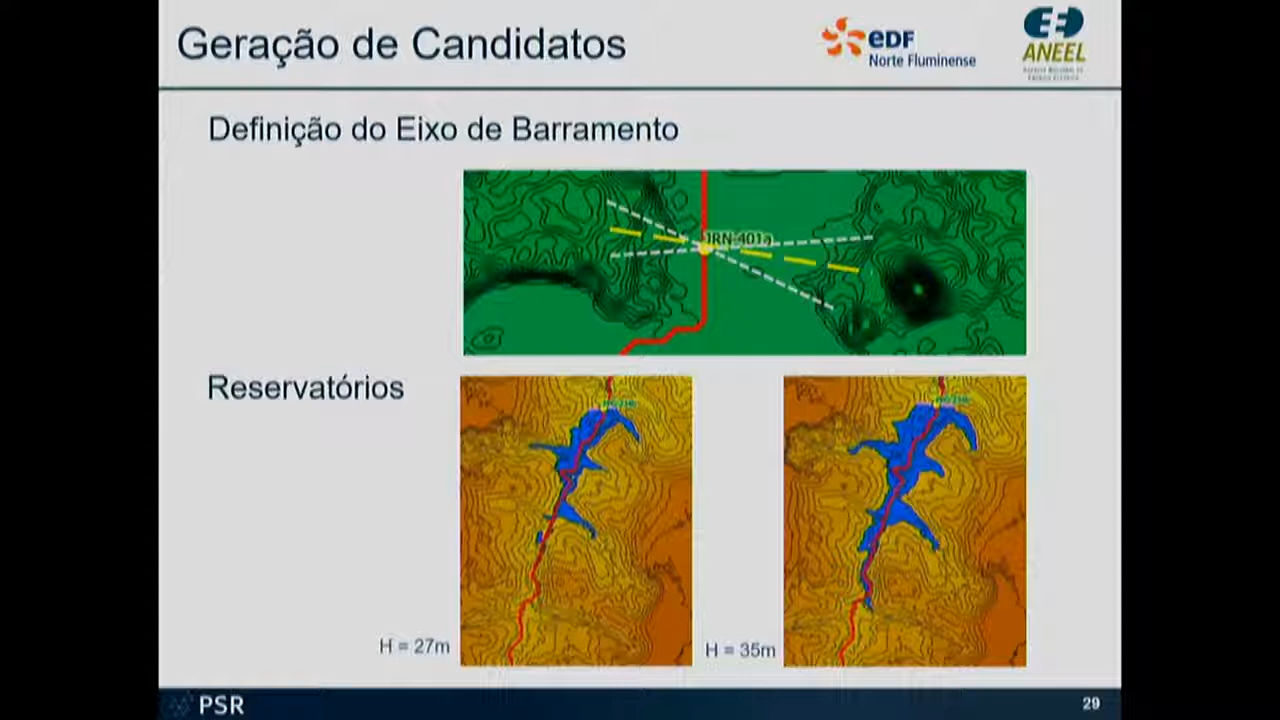 Geração de Candidatos
eDF
Norte Fluminense
ANEEL
Definição do Eixo de Barramento
Reservatórios
H = 27m
H = 35m
PSR
29